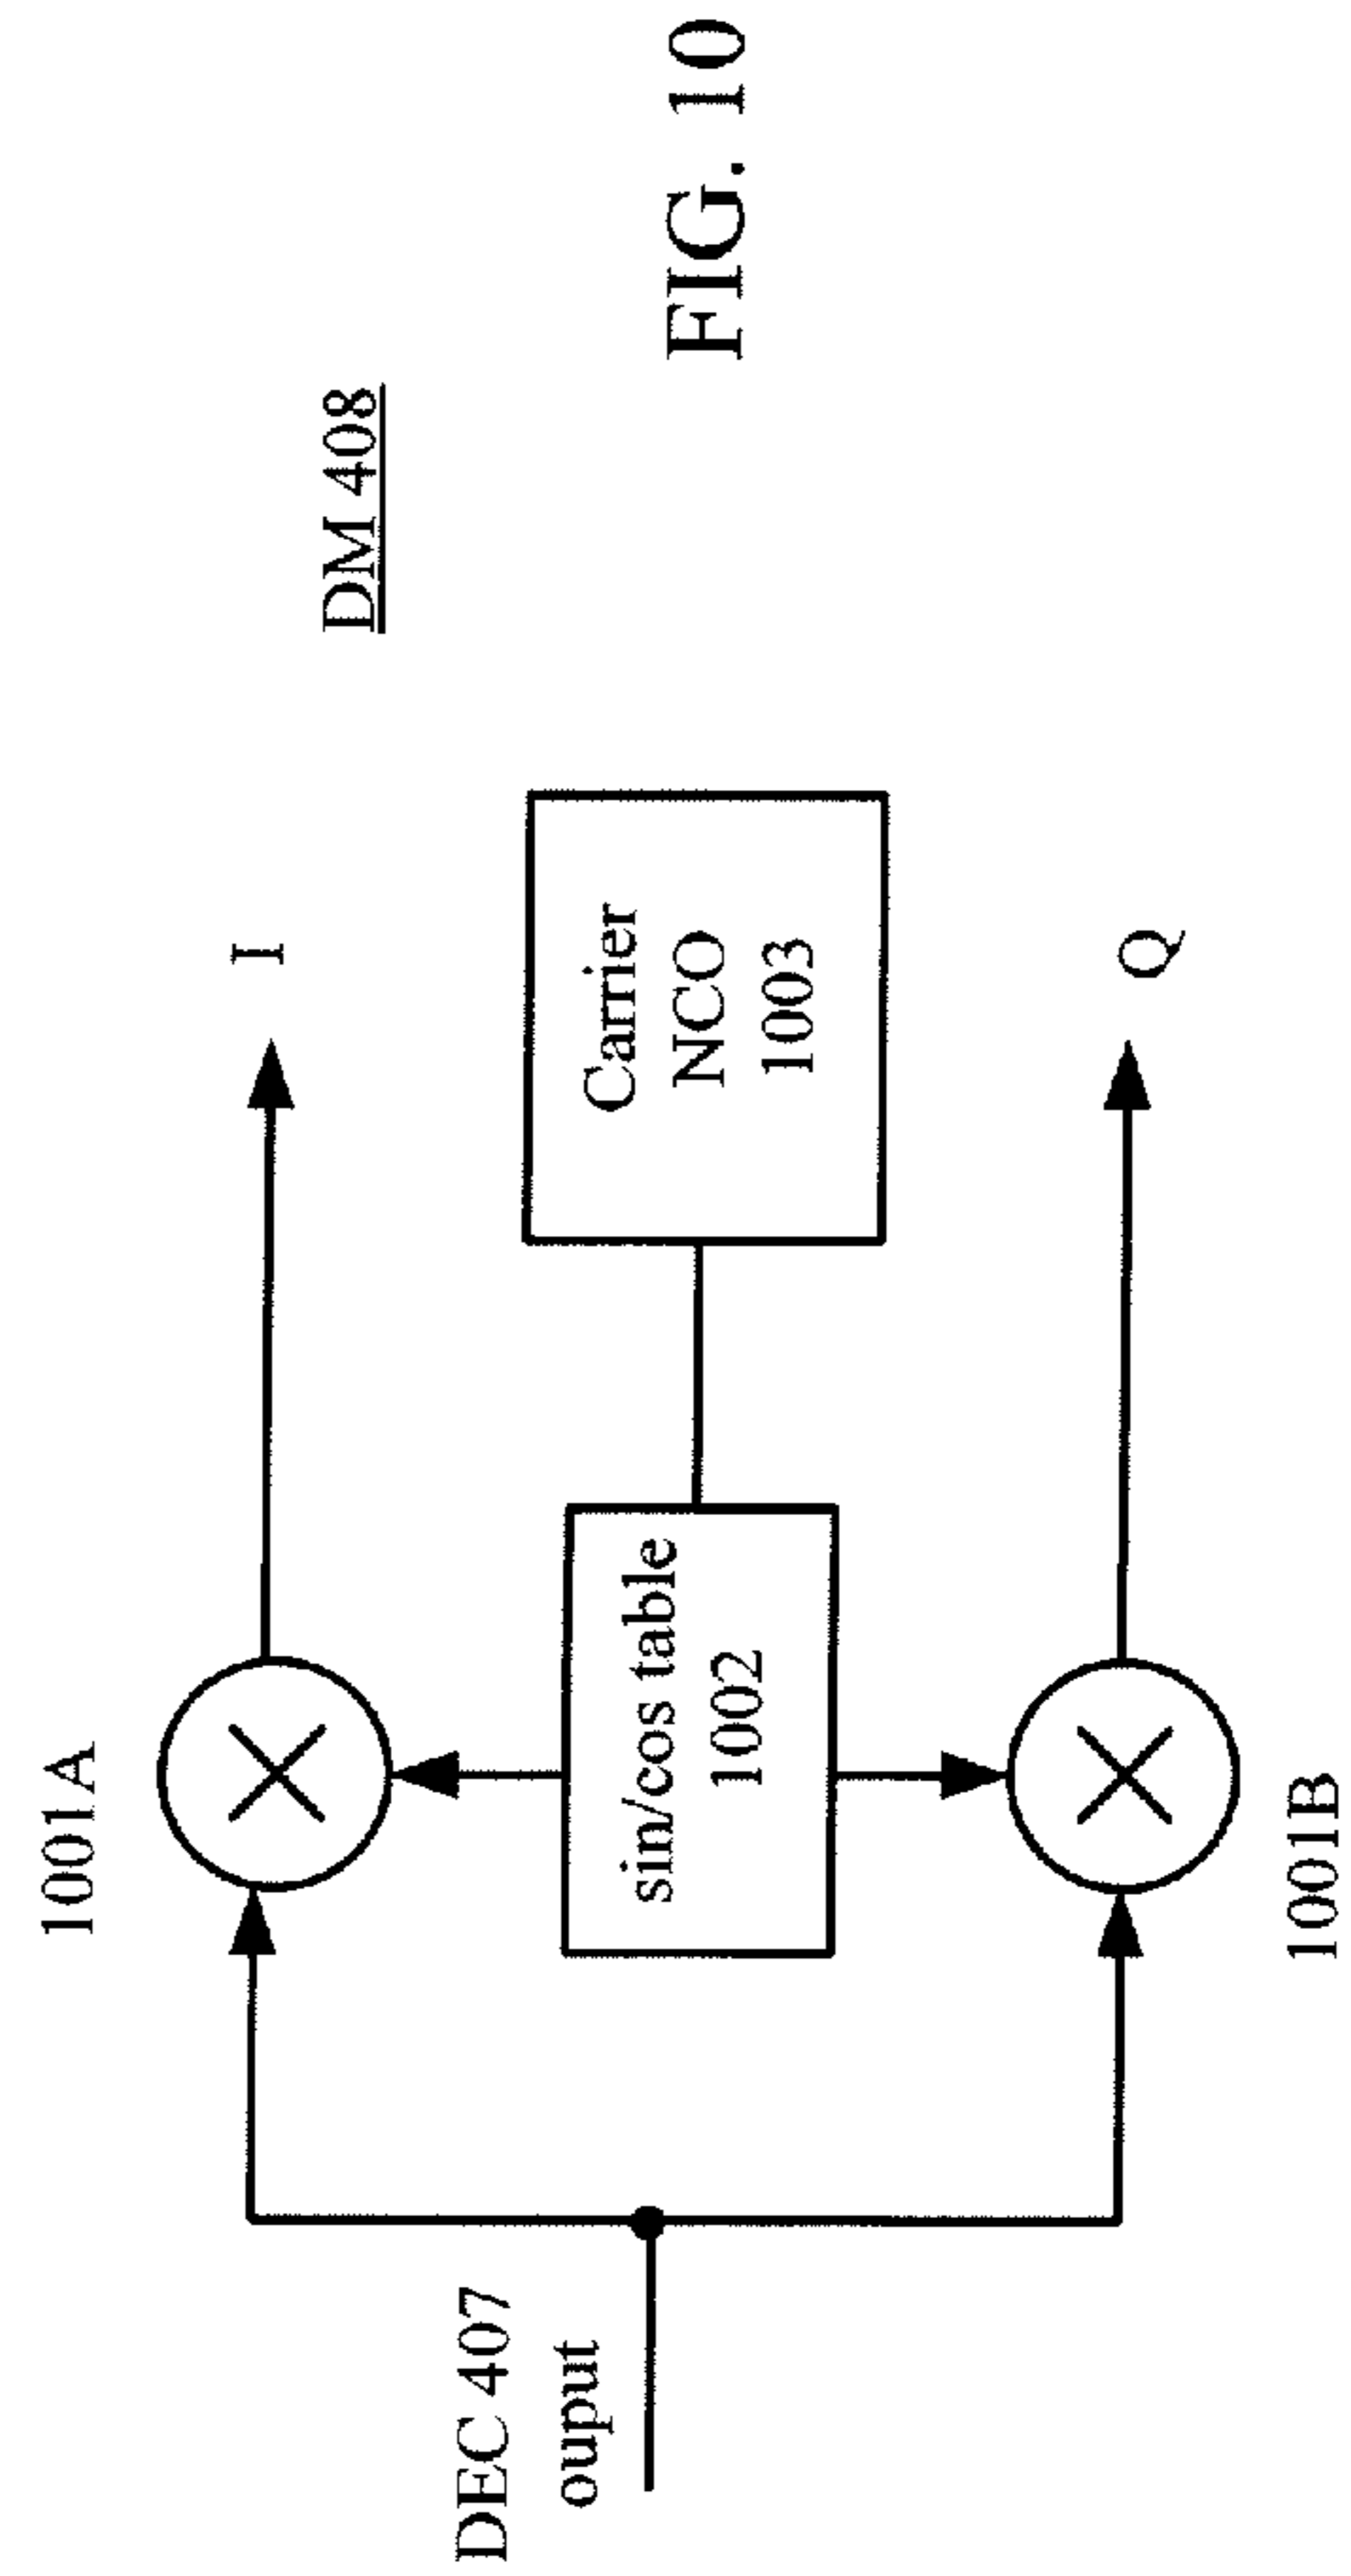 1001A
I
DEC 407
ouput
sin/cos table
1002
Carrier
NCO
1003
DM 408
Q
1001B
FIG. 10